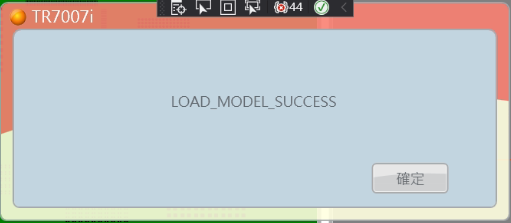 TR7007i
44
LOAD_MODEL_SUCCESS
確定